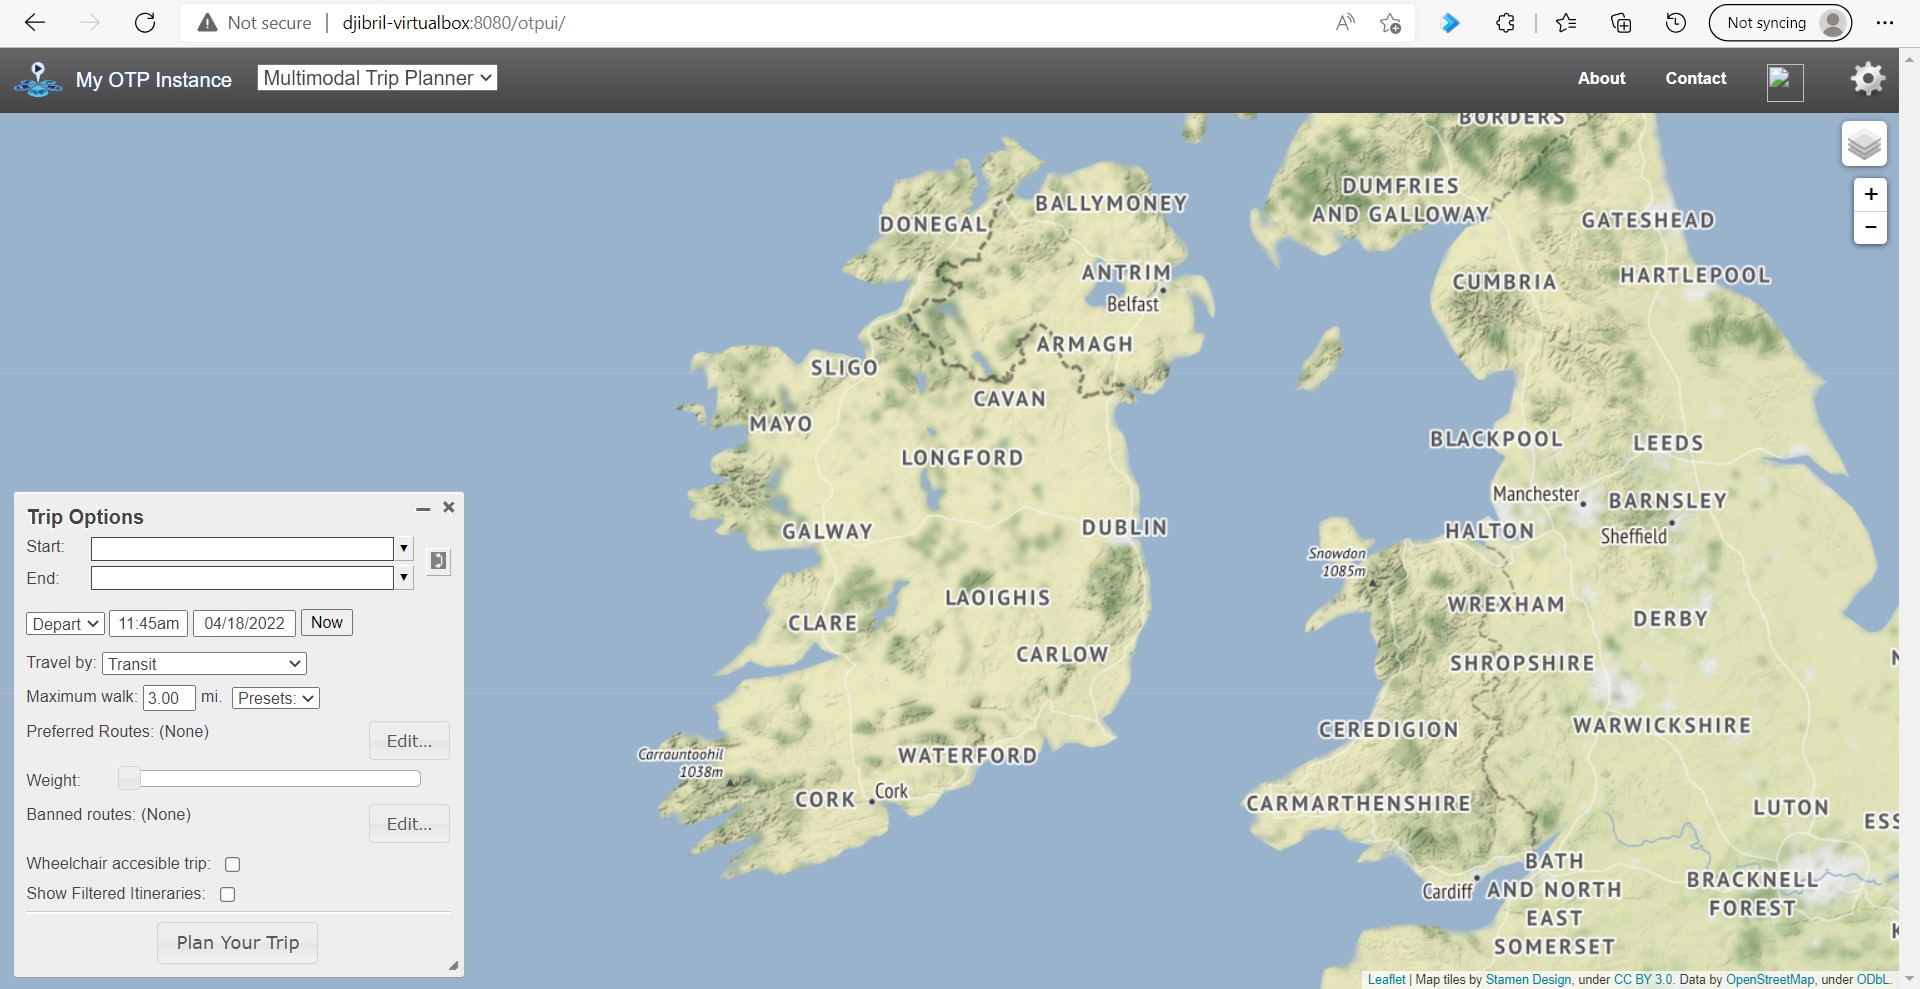 Not secure | djibril-virtualbox:8080/otpui/
Not syncing
My OTP Instance
Multimodal Trip Planner
About
Contact
BORDERS
DUMFRIES
AND GALLOWAY
GATESHEAD
BALLYMONEY
DONEGAL
ANTRIM
Belfast
CUMBRIA
HARTLEPOOL
ARMAGH
SLIGO
CAVAN
MAYO
BLACKPOOL
LEEDS
LONGFORD
Manchester
BARNSLEY
GALWAY
DUBLIN
HALTON
Sheffield
Snowdon
1085m
LAOIGHIS
WREXHAM
CLARE
DERBY
CARLOW
SHROPSHIRE
CEREDIGION
WARWICKSHIRE
Carrauntoohil
1038m
WATERFORD
CORK
Cork
CARMARTHENSHIRE
LUTON
ESS
BATH
AND NORTH
EAST
SOMERSET
Cardiff
BRACKNELL
FOREST
+
−
Trip Options
Start:
End:
Depart 11:45am 04/18/2022 Now
Travel by: Transit
Maximum walk: 3.00 mi. Presets:
Preferred Routes: (None)
Edit...
Weight:
Banned routes: (None)
Edit...
Wheelchair accesible trip:
Show Filtered Itineraries:
Plan Your Trip
Leaflet | Map tiles by Stamen Design, under CC BY 3.0. Data by OpenStreetMap, under ODbL.